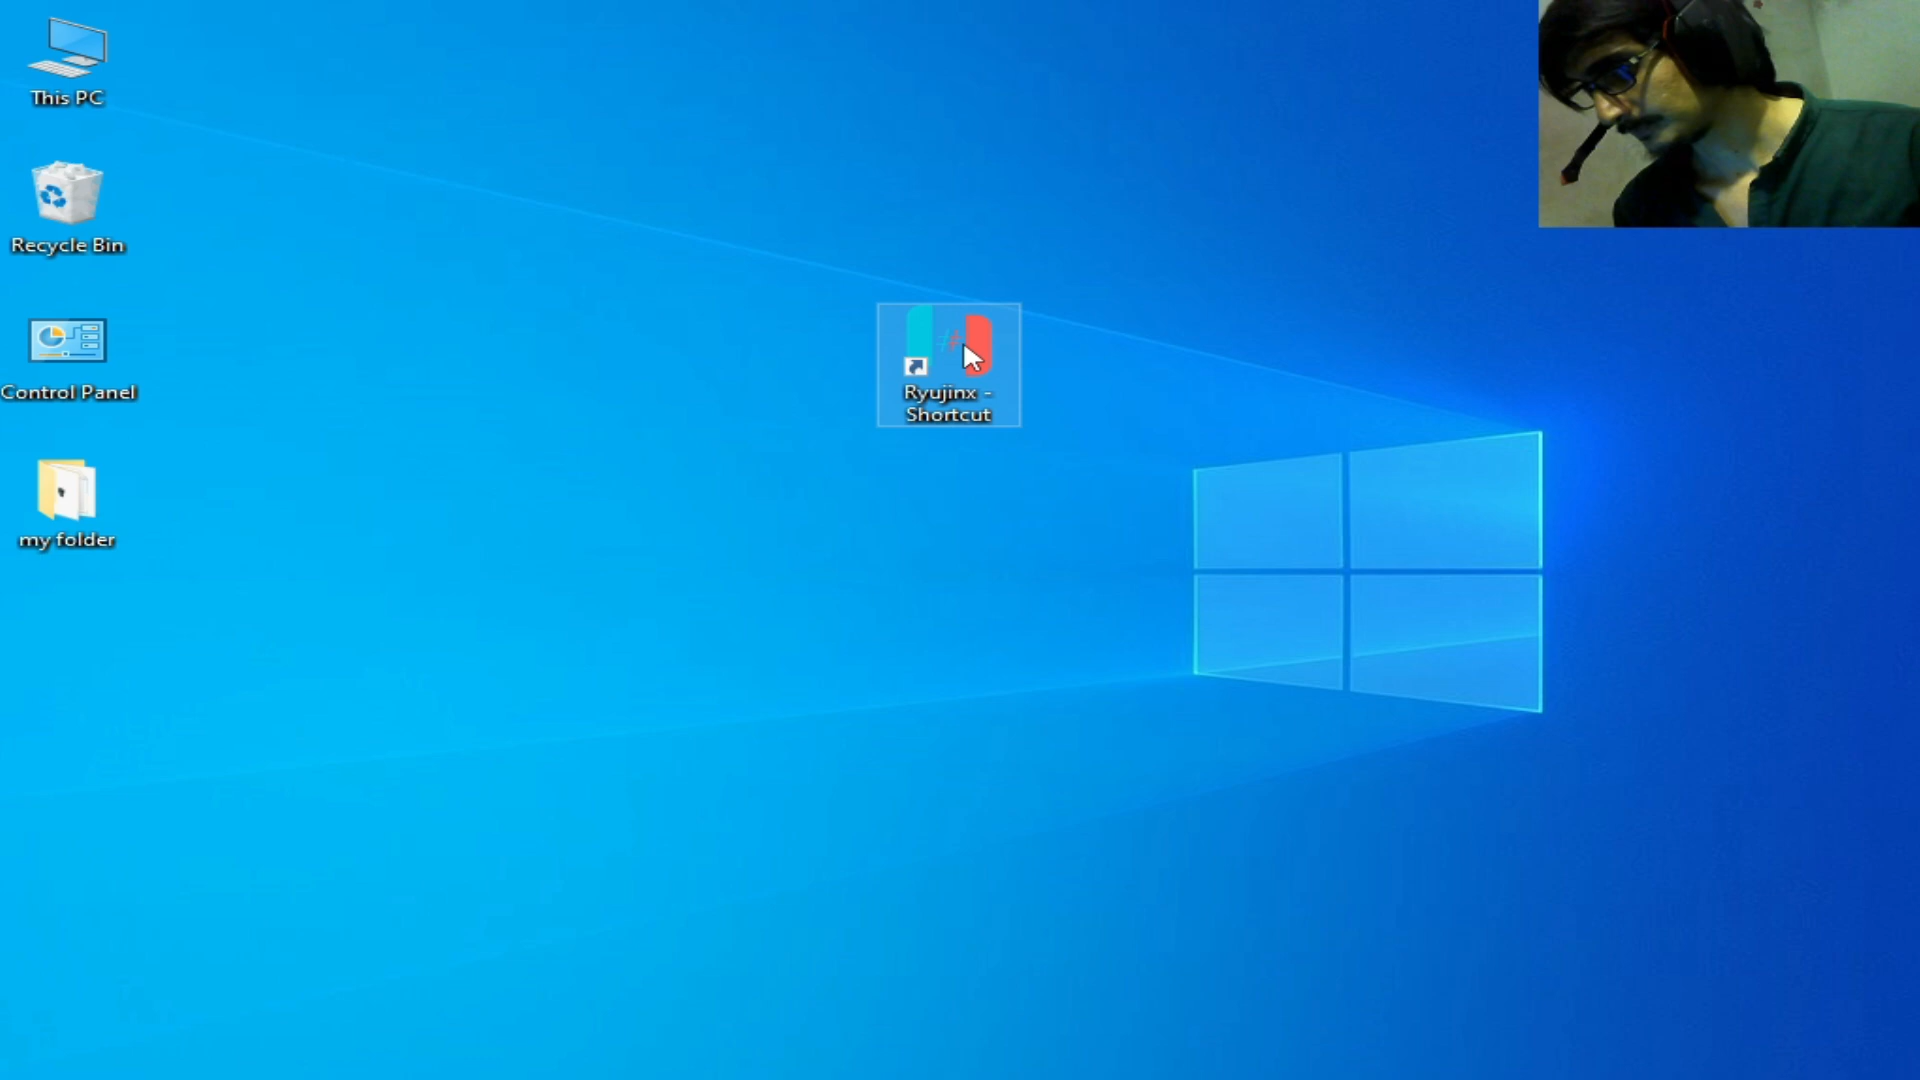 This PC
Recycle Bin
Control Panel
my folder
Ryujinx -
Shortcut